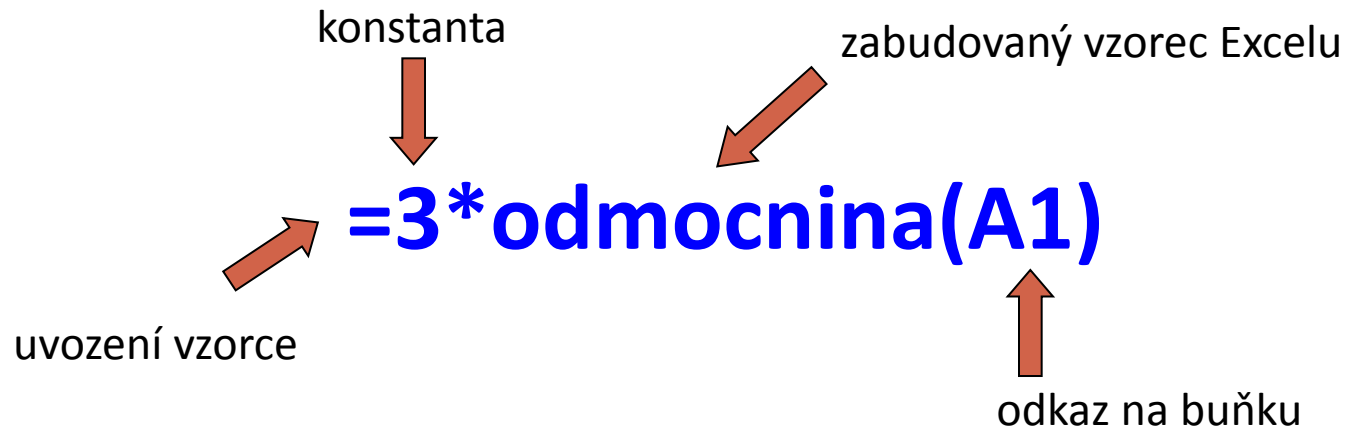 konstanta
zabudovaný vzorec Excelu
=3*odmocnina(A1)
uvození vzorce
odkaz na buňku